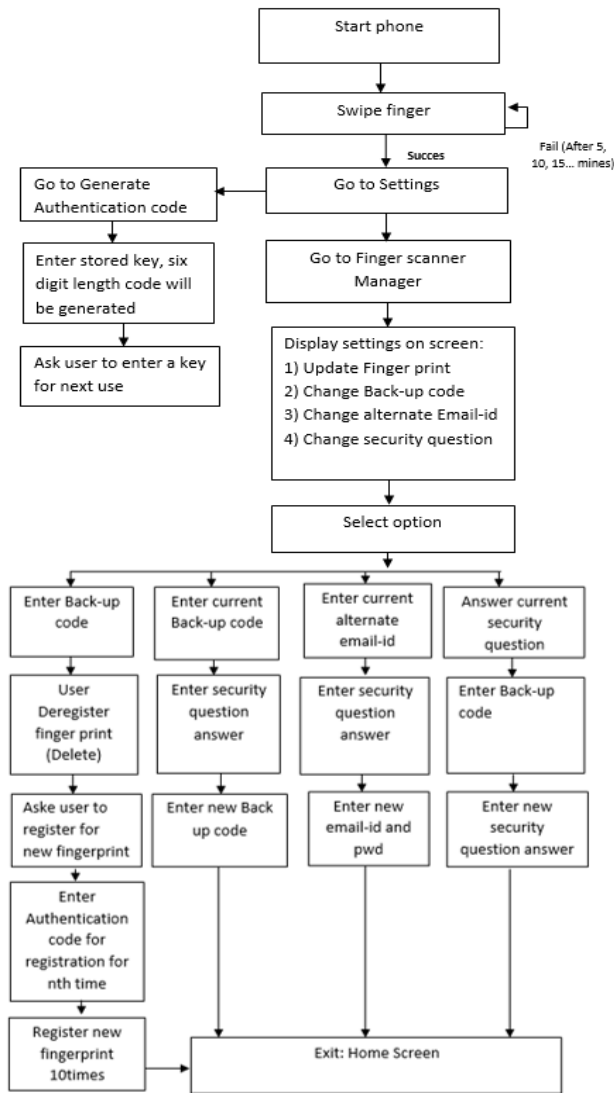 Start phone
Swipe finger
Fail (After 5,
10, 15... mines)
Succes
Go to Generate
Authentication code
Go to Settings
Enter stored key, six
digit length code will
be generated
Go to Finger scanner
Manager
Ask user to enter a key
for next use
Display settings on screen:
1) Update Finger print
2) Change Back-up code
3) Change alternate Email-id
4) Change security question
Select option
Enter Back-up
code
Enter current
Back-up code
Enter current
alternate
email-id
Answer current
security
question
User
Deregister
finger print
(Delete)
Enter security
question
answer
Enter security
question
answer
Enter Back-up
code
Aske user to
register for
new fingerprint
Enter new Back
up code
Enter new
email-id and
pwd
Enter new
security
question answer
Enter
Authentication
code for
registration for
nth time
Register new
fingerprint
10times
Exit: Home Screen